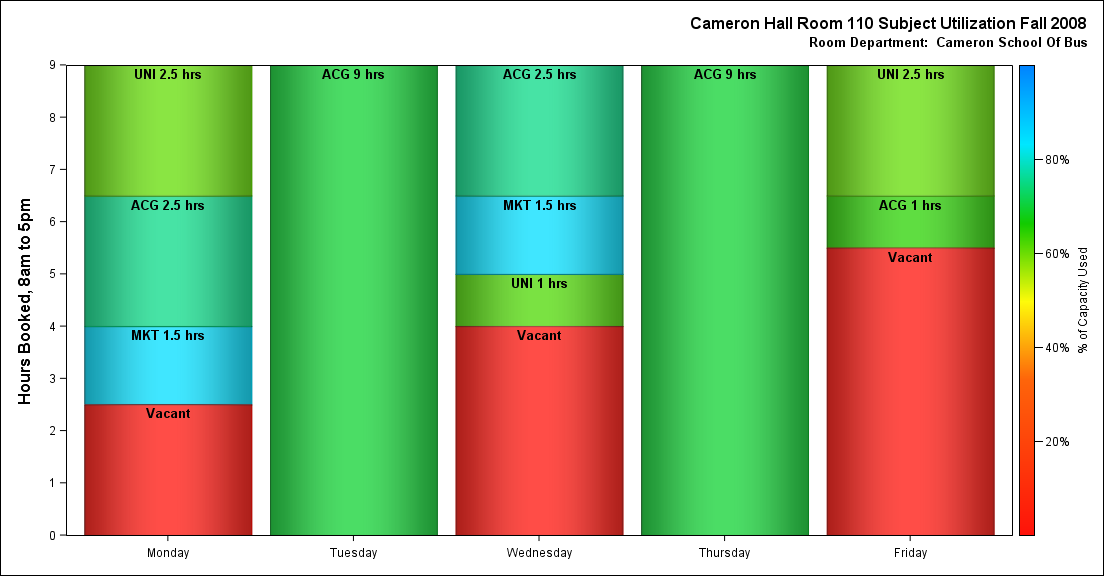 Cameron Hall Room 110 Subject Utilization Fall 2008
Room Department:  Cameron School Of Bus
Hours Booked, 8am to 5pm
9
8
7
6
5
4
3
2
1
0
UNI 2.5 hrs
ACG 2.5 hrs
MKT 1.5 hrs
Vacant
ACG 9 hrs
ACG 2.5 hrs
MKT 1.5 hrs
UNI 1 hrs
Vacant
ACG 9 hrs
UNI 2.5 hrs
ACG 1 hrs
Vacant
Monday
Tuesday
Wednesday
Thursday
Friday
80%
60%
40%
20%
% of Capacity Used